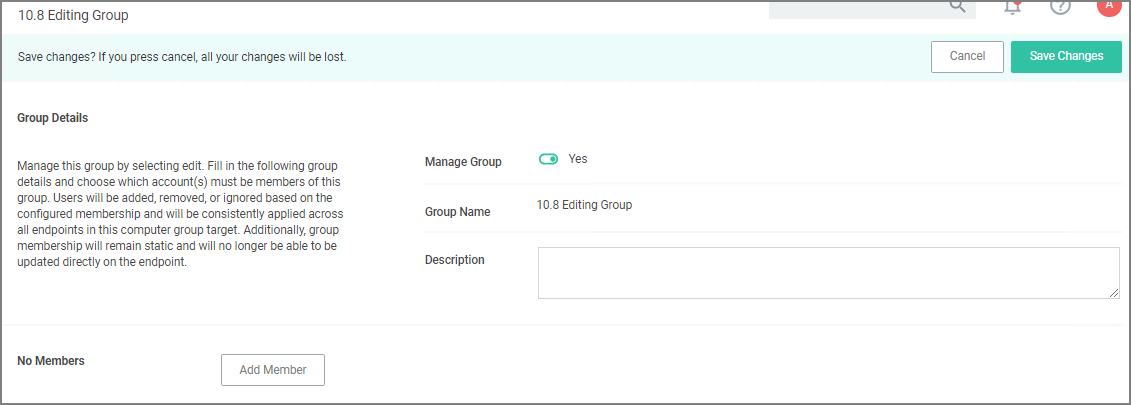 10.8 Editing Group
A
Save changes? If you press cancel, all your changes will be lost.
Cancel
Save Changes
Group Details
Manage this group by selecting edit. Fill in the following group
details and choose which account(s) must be members of this
group. Users will be added, removed, or ignored based on the
configured membership and will be consistently applied across
all endpoints in this computer group target. Additionally, group
membership will remain static and will no longer be able to be
updated directly on the endpoint.
Manage Group
Yes
Group Name
10.8 Editing Group
Description
No Members
Add Member